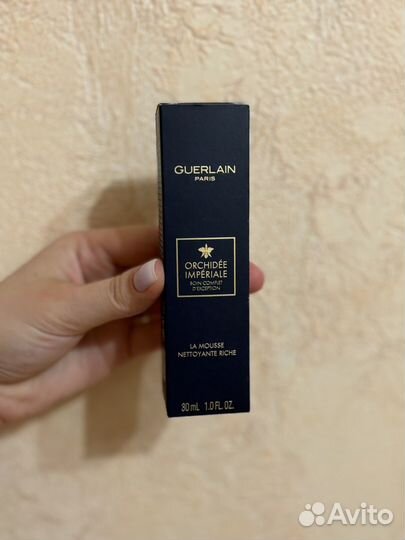 GUERLAIN
PARIS
ORCHIDÉE
IMPÉRIALE
SOIN COMPLET
D'EXCEPTION
LA MOUSSE
NETTOYANTE RICHE
30 mL 1.0 FL. OZ.
Avito